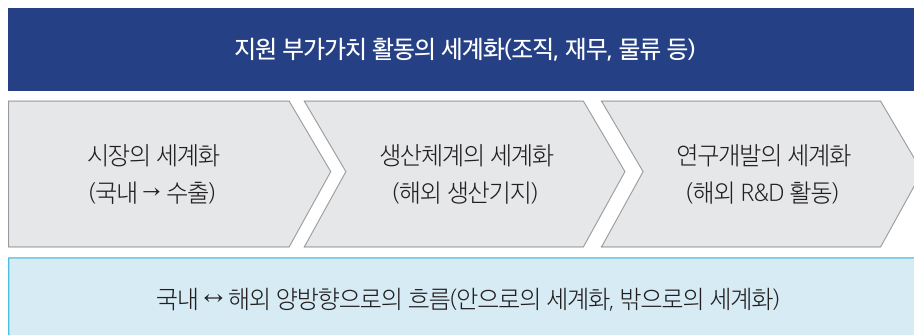 지원 부가가치 활동의 세계화(조직, 재무, 물류 등)
시장의 세계화
(국내 → 수출)
생산체계의 세계화
(해외 생산기지)
연구개발의 세계화
(해외 R&D 활동)
국내 ↔ 해외 양방향으로의 흐름(안으로의 세계화, 밖으로의 세계화)